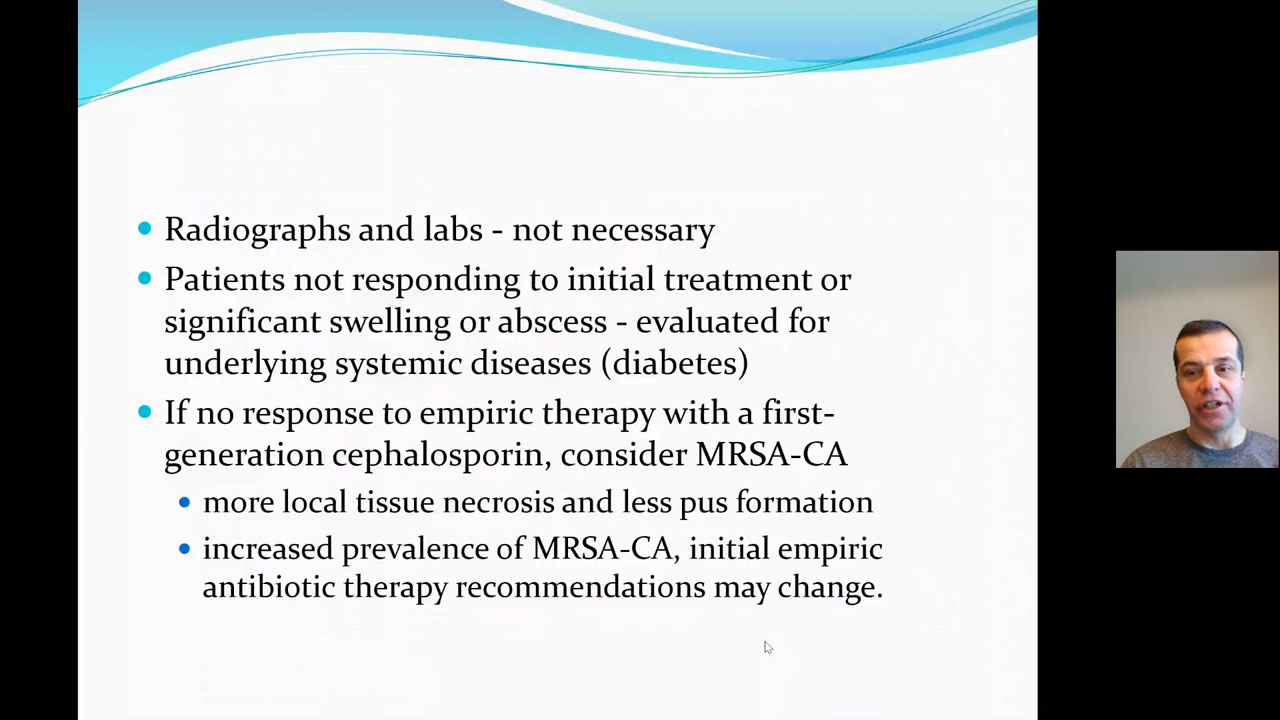 Radiographs and labs - not necessary
Patients not responding to initial treatment or
significant swelling or abscess - evaluated for
underlying systemic diseases (diabetes)
If no response to empiric therapy with a first-
generation cephalosporin, consider MRSA-CA
more local tissue necrosis and less pus formation
increased prevalence of MRSA-CA, initial empiric
antibiotic therapy recommendations may change.